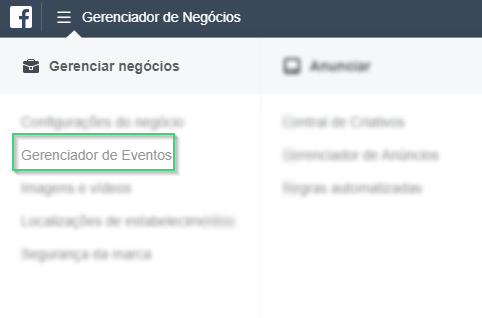 Gerenciador de Negócios
Gerenciar negócios
Configurações do negócio
Gerenciador de Eventos
Imagens e vídeos
Localizações de estabelecimentos
Segurança da marca
Anunciar
Central de Criativos
Gerenciador de Anúncios
Regras automatizadas